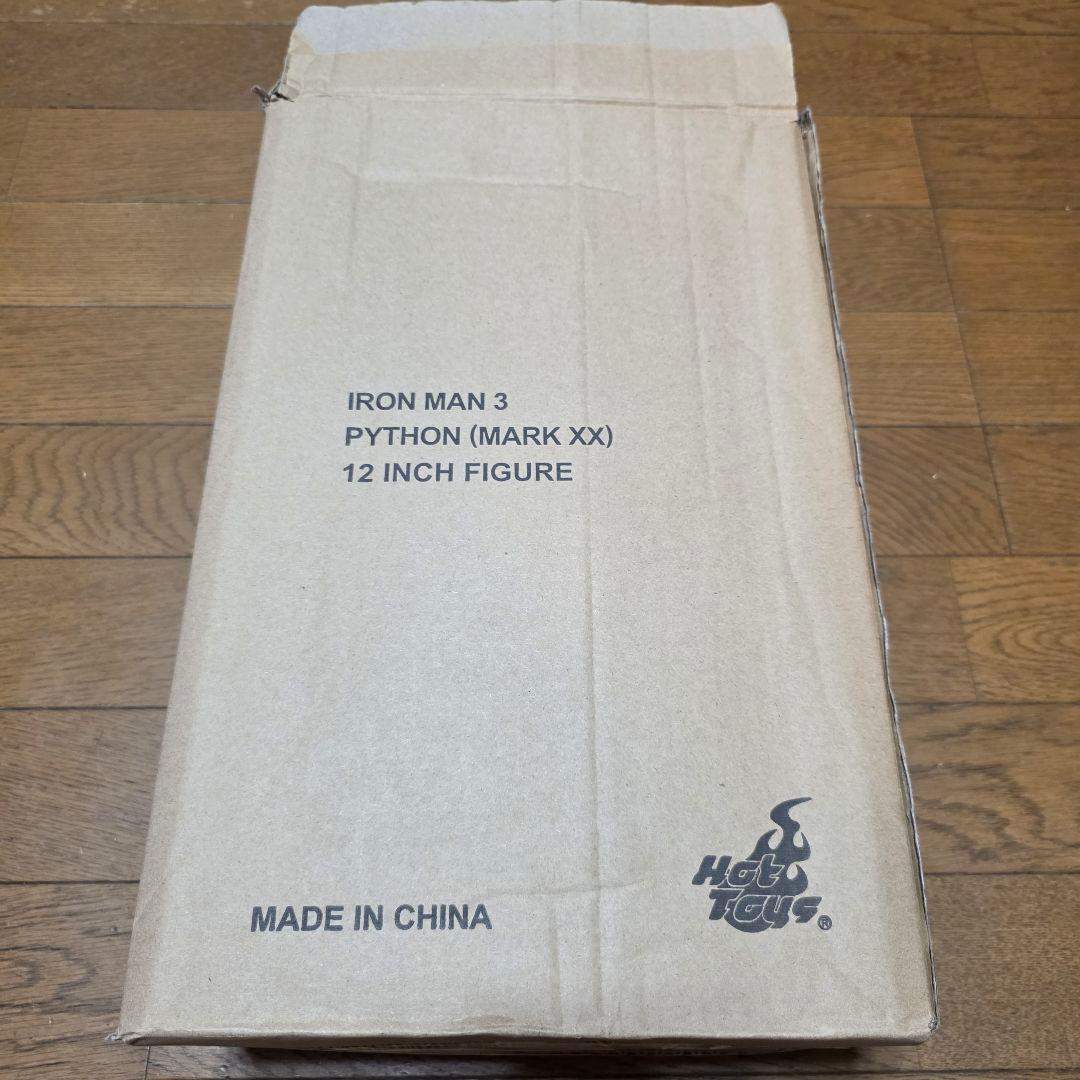 IRON MAN 3
PYTHON (MARK XX)
12 INCH FIGURE
MADE IN CHINA
Hot
Toys®